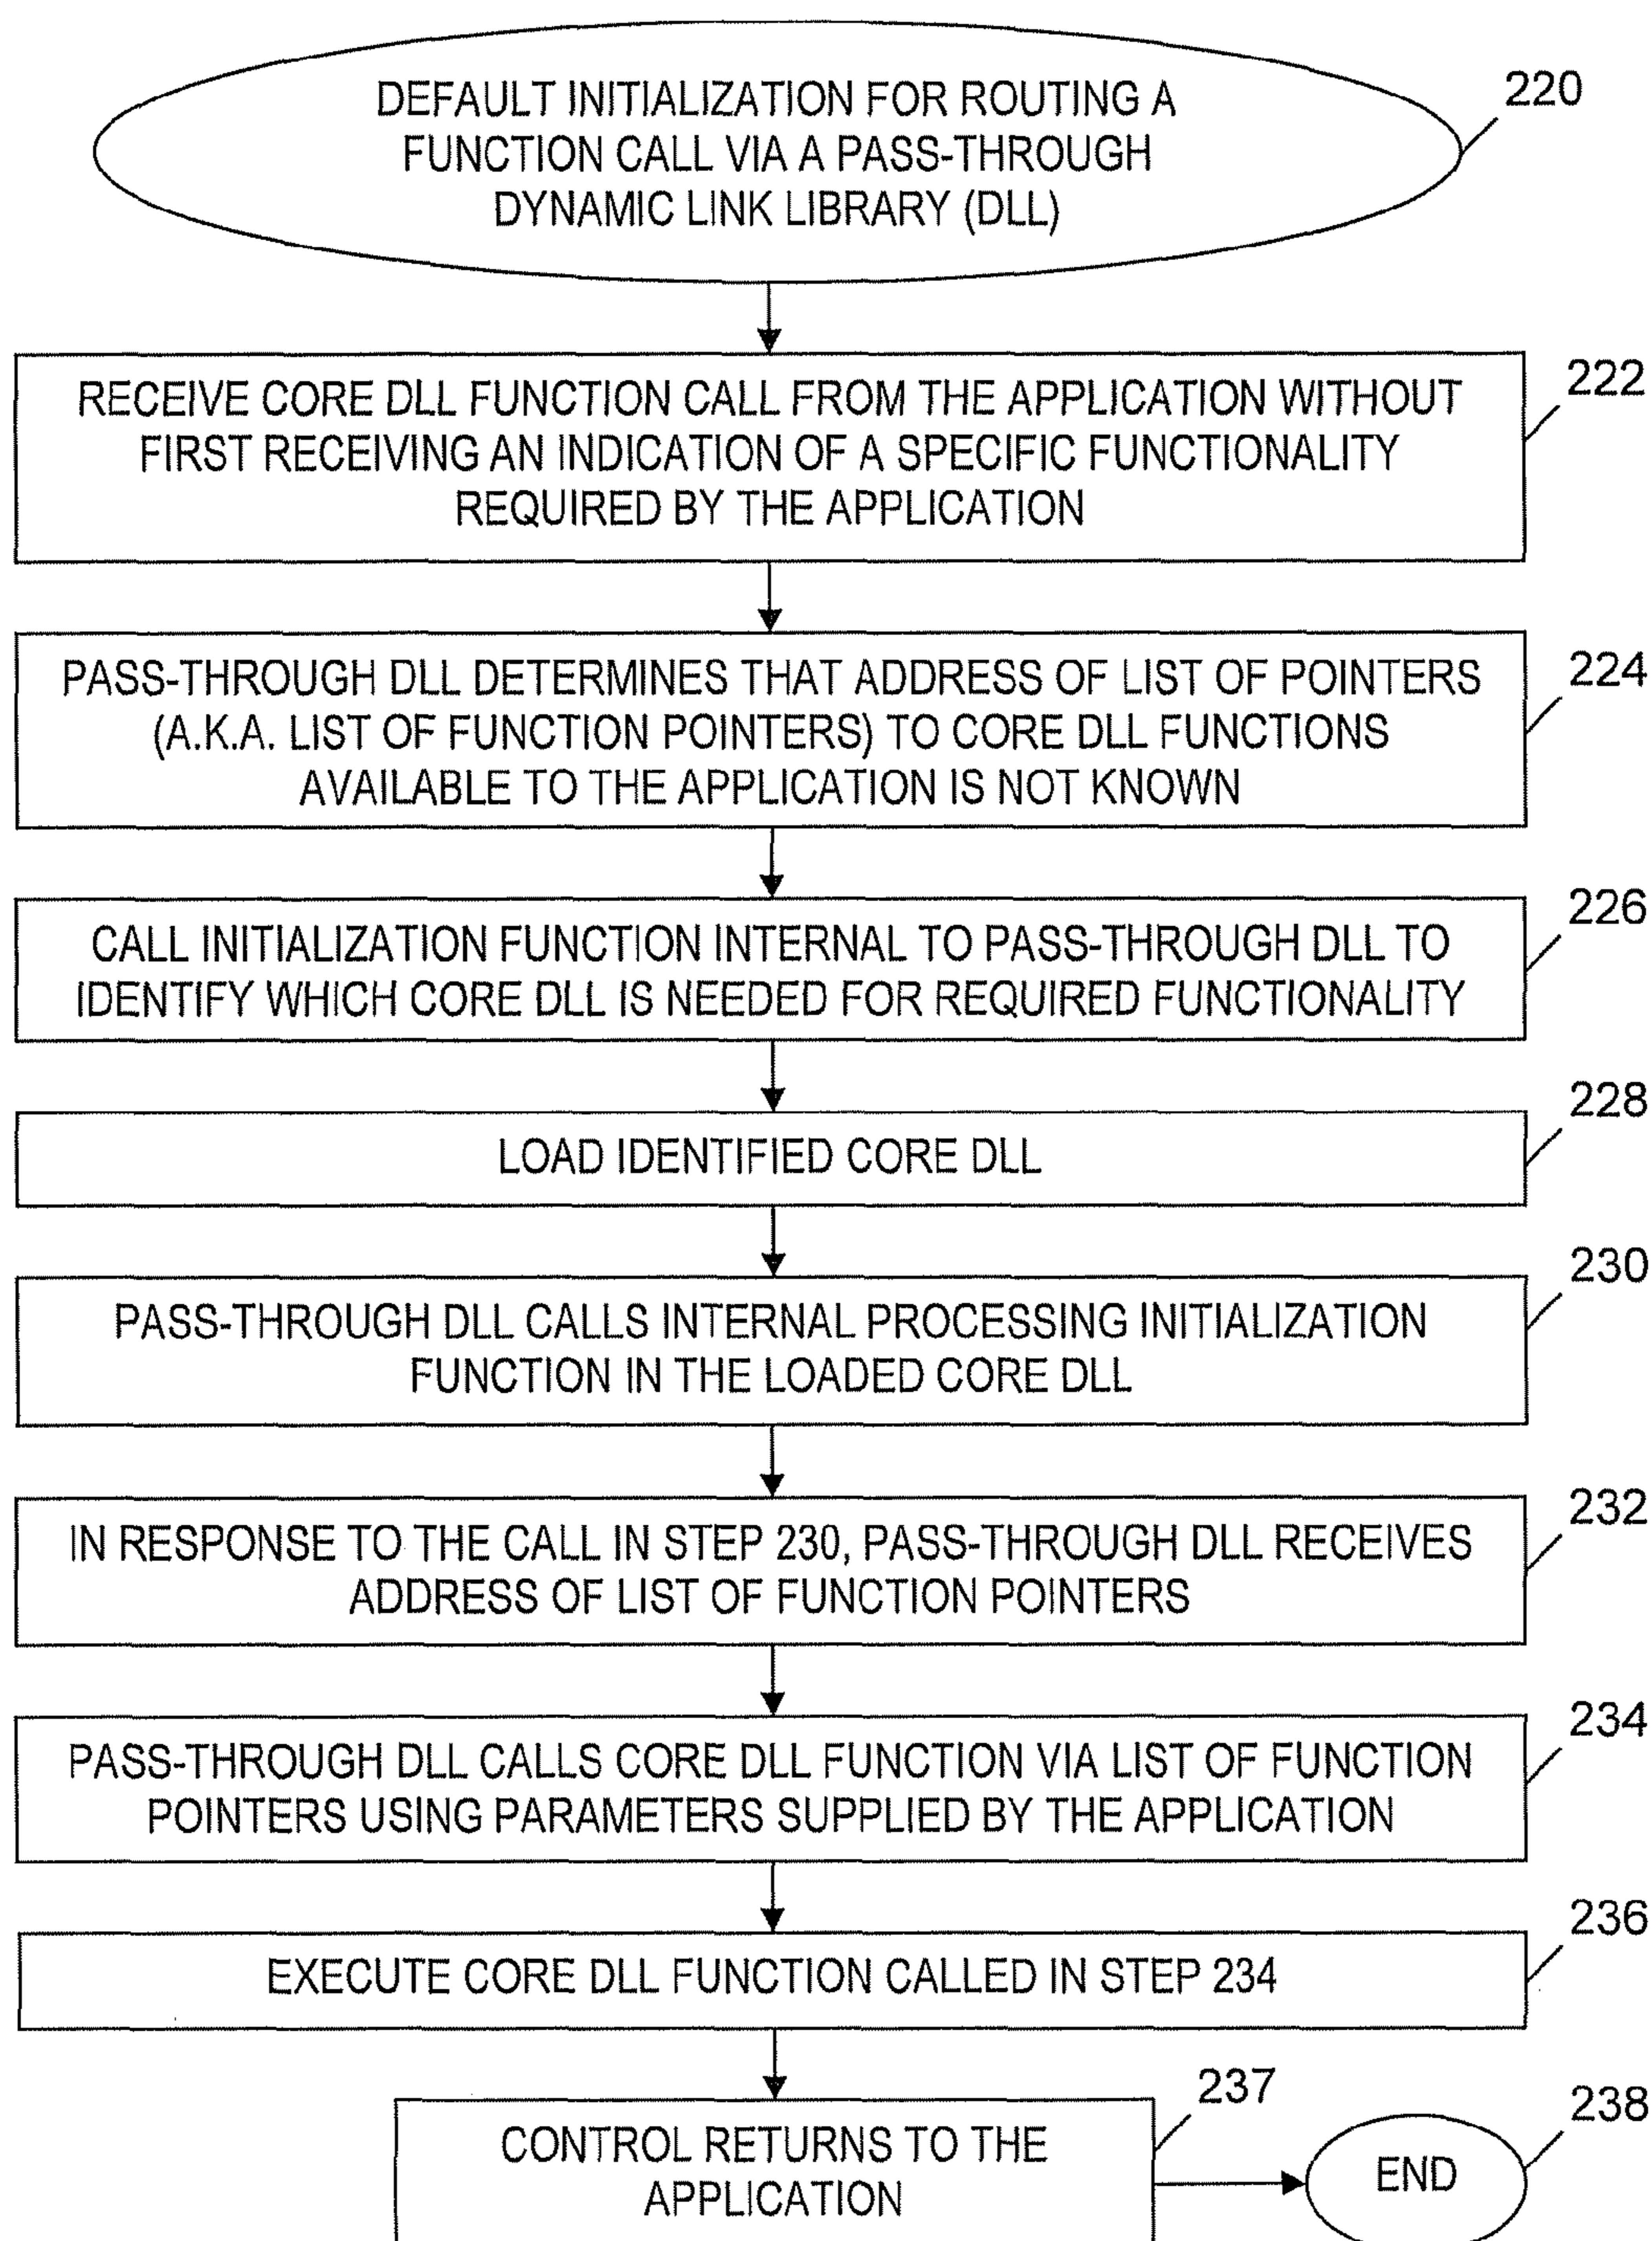 DEFAULT INITIALIZATION FOR ROUTING A
FUNCTION CALL VIA A PASS-THROUGH
DYNAMIC LINK LIBRARY (DLL)
220
RECEIVE CORE DLL FUNCTION CALL FROM THE APPLICATION WITHOUT
FIRST RECEIVING AN INDICATION OF A SPECIFIC FUNCTIONALITY
REQUIRED BY THE APPLICATION
222
PASS-THROUGH DLL DETERMINES THAT ADDRESS OF LIST OF POINTERS
(A.K.A. LIST OF FUNCTION POINTERS) TO CORE DLL FUNCTIONS
AVAILABLE TO THE APPLICATION IS NOT KNOWN
224
CALL INITIALIZATION FUNCTION INTERNAL TO PASS-THROUGH DLL TO
IDENTIFY WHICH CORE DLL IS NEEDED FOR REQUIRED FUNCTIONALITY
226
LOAD IDENTIFIED CORE DLL
228
PASS-THROUGH DLL CALLS INTERNAL PROCESSING INITIALIZATION
FUNCTION IN THE LOADED CORE DLL
230
IN RESPONSE TO THE CALL IN STEP 230, PASS-THROUGH DLL RECEIVES
ADDRESS OF LIST OF FUNCTION POINTERS
232
PASS-THROUGH DLL CALLS CORE DLL FUNCTION VIA LIST OF FUNCTION
POINTERS USING PARAMETERS SUPPLIED BY THE APPLICATION
234
EXECUTE CORE DLL FUNCTION CALLED IN STEP 234
236
CONTROL RETURNS TO THE
APPLICATION
237
END
238